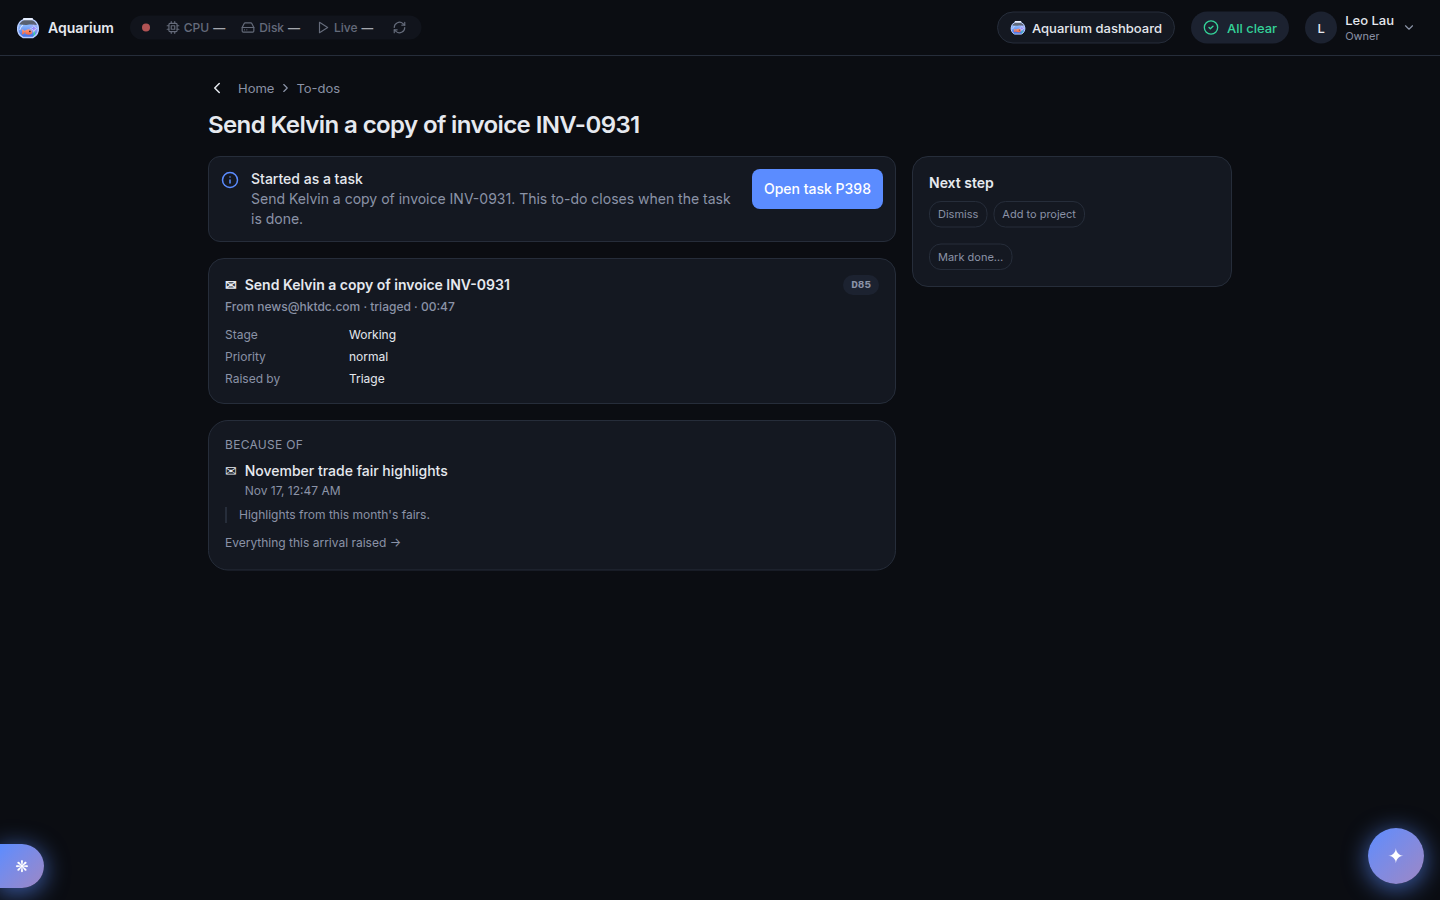 Aquarium
CPU —
Disk —
Live —
Aquarium dashboard
All clear
L
Leo Lau
Owner
Home
To-dos
Send Kelvin a copy of invoice INV-0931
Started as a task
Send Kelvin a copy of invoice INV-0931. This to-do closes when the task
is done.
Open task P398
Next step
Dismiss
Add to project
Mark done...
Send Kelvin a copy of invoice INV-0931
D85
From news@hktdc.com · triaged · 00:47
Stage Working
Priority normal
Raised by Triage
BECAUSE OF
November trade fair highlights
Nov 17, 12:47 AM
Highlights from this month's fairs.
Everything this arrival raised →